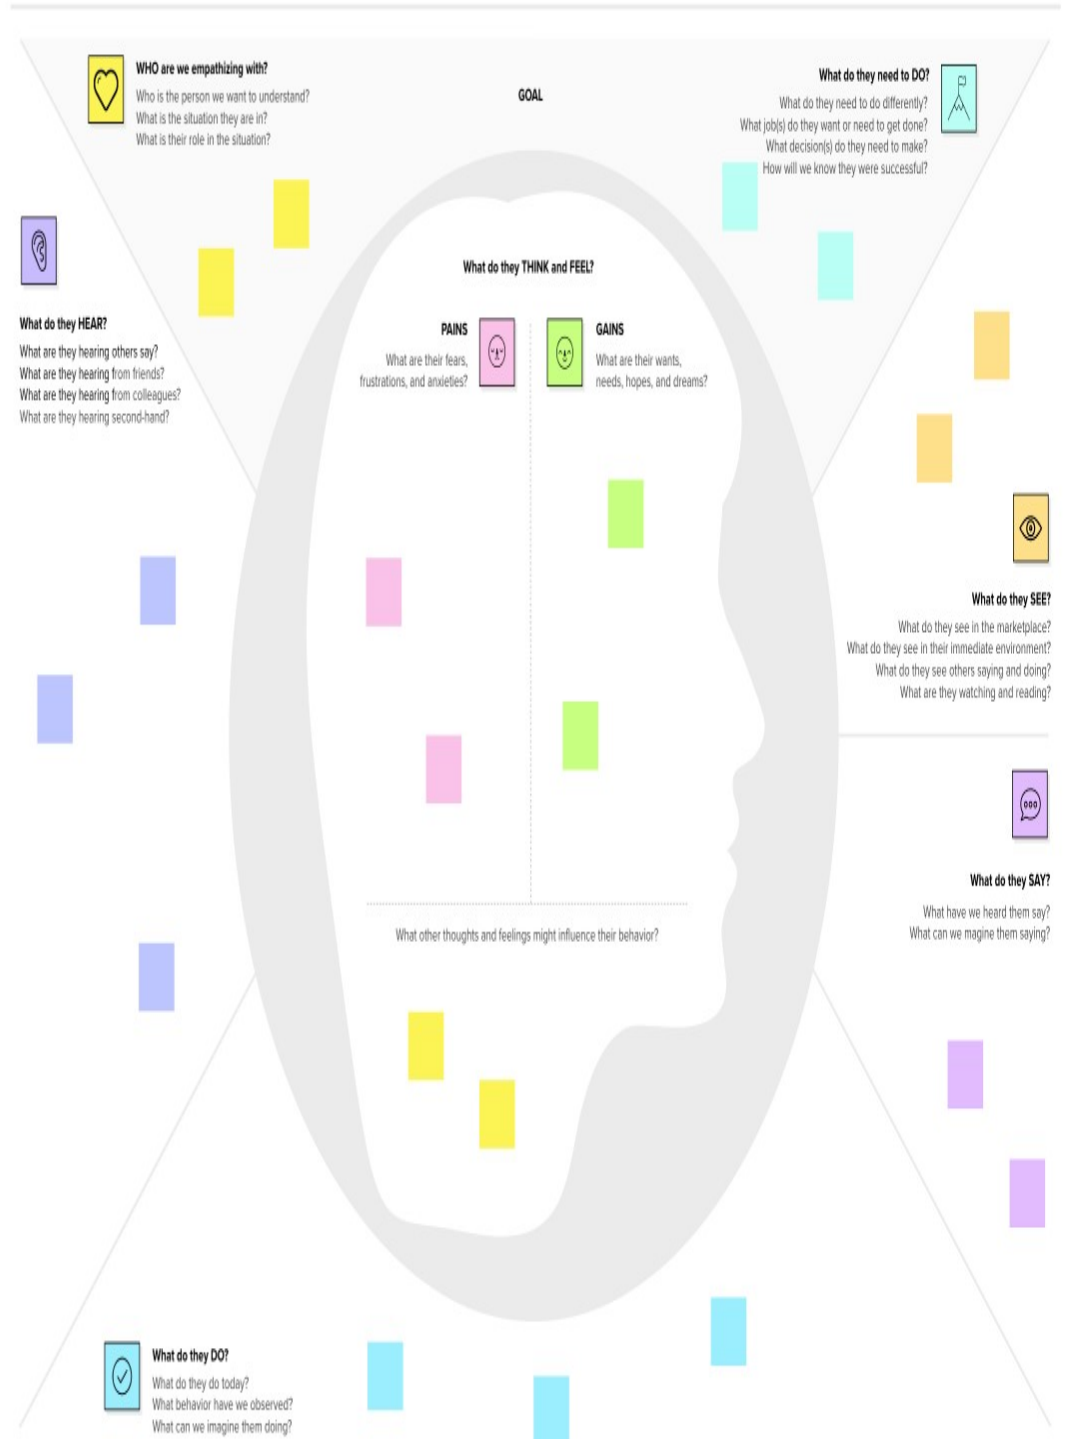 WHO are we empathizing with?
Who is the person we want to understand?
What is the situation they are in?
What is their role in the situation?
GOAL
What do they need to DO?
What do they need to do differently?
What job(s) do they want or need to get done?
What decision(s) do they need to make?
How will we know they were successful?
What do they HEAR?
What are they hearing others say?
What are they hearing from friends?
What are they hearing from colleagues?
What are they hearing second-hand?
What do they THINK and FEEL?
PAINS
What are their fears,
frustrations, and anxieties?
GAINS
What are their wants,
needs, hopes, and dreams?
What do they SEE?
What do they see in the marketplace?
What do they see in their immediate environment?
What do they see others saying and doing?
What are they watching and reading?
What do they SAY?
What have we heard them say?
What can we magine them saying?
What other thoughts and feelings might influence their behavior?
What do they DO?
What do they do today?
What behavior have we observed?
What can we imagine them doing?